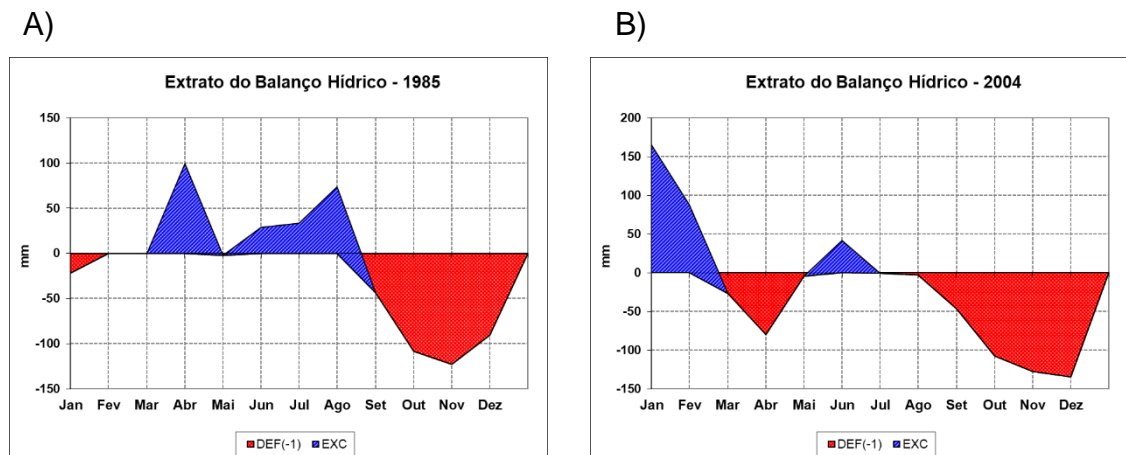 A)
Extrato do Balanço Hídrico - 1985
150
100
50
0
-50
-100
-150
mm
Jan Fev Mar Abr Mai Jun Jul Ago Set Out Nov Dez
DEF(-1) EXC
B)
Extrato do Balanço Hídrico - 2004
200
150
100
50
0
-50
-100
-150
mm
Jan Fev Mar Abr Mai Jun Jul Ago Set Out Nov Dez
DEF(-1) EXC